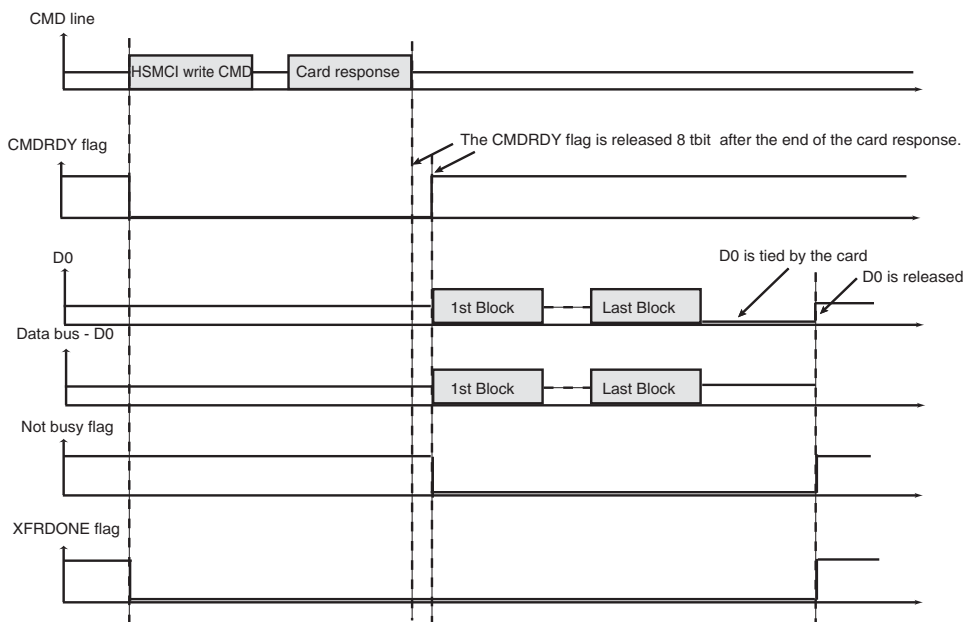 CMD line
HSMCI write CMD
Card response
The CMDRDY flag is released 8 tbit after the end of the card response.
CMDRDY flag
D0 is tied by the card
D0
D0 is released
1st Block
Last Block
Data bus - D0
1st Block
Last Block
Not busy flag
XFRDONE flag